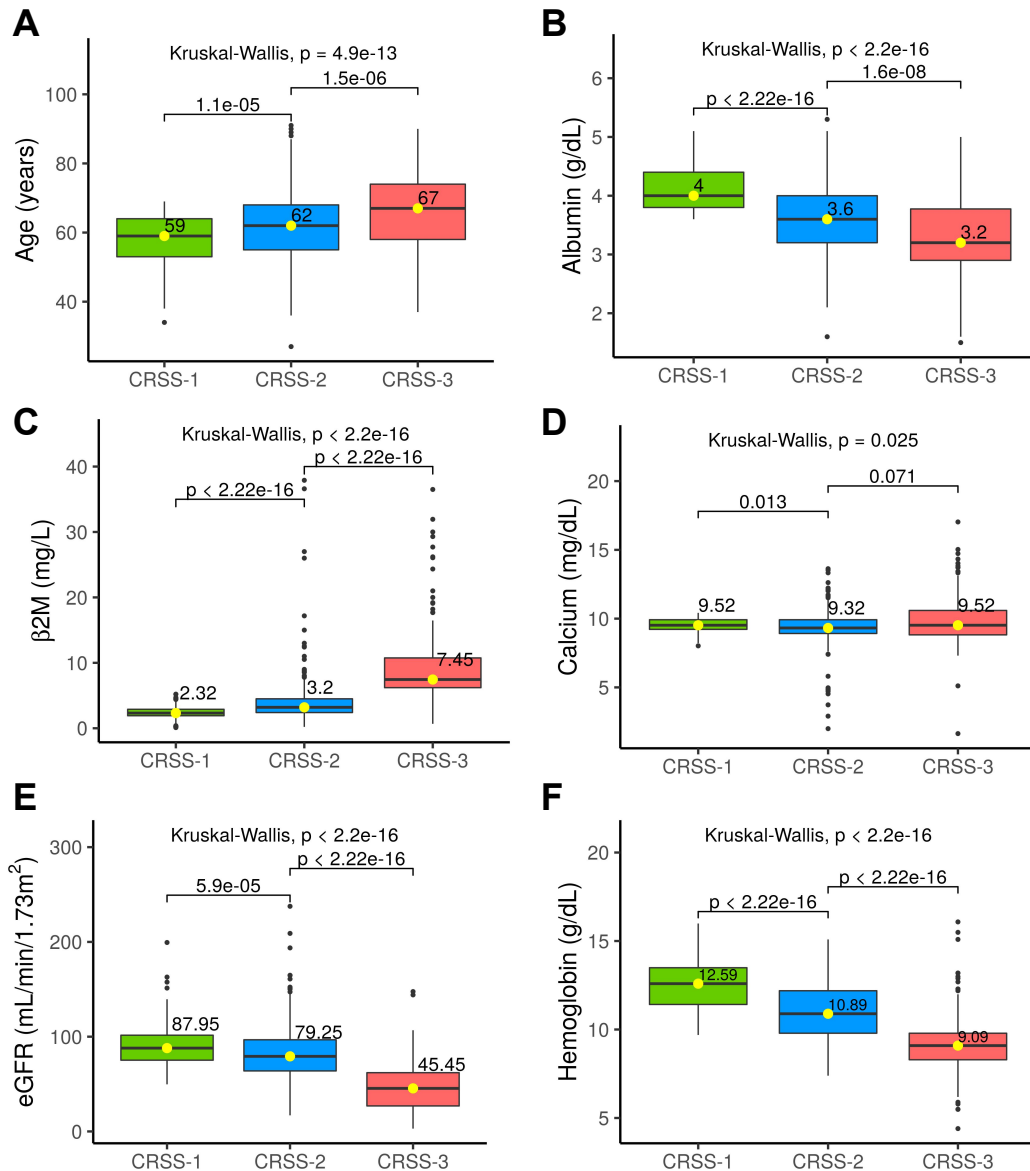 A
Kruskal-Wallis, p = 4.9e-13
1.5e-06
1.1e-05
100
80
60
40
Age (years)
59
62
67
CRSS-1
CRSS-2
CRSS-3
B
Kruskal-Wallis, p < 2.2e-16
1.6e-08
p < 2.22e-16
6
5
4
3
2
Albumin (g/dL)
4
3.6
3.2
CRSS-1
CRSS-2
CRSS-3
C
Kruskal-Wallis, p < 2.2e-16
p < 2.22e-16
p < 2.22e-16
40
30
20
10
0
β2M (mg/L)
2.32
3.2
7.45
CRSS-1
CRSS-2
CRSS-3
D
Kruskal-Wallis, p = 0.025
0.071
0.013
20
15
10
5
Calcium (mg/dL)
9.52
9.32
9.52
CRSS-1
CRSS-2
CRSS-3
E
Kruskal-Wallis, p < 2.2e-16
p < 2.22e-16
5.9e-05
300
200
100
0
eGFR (mL/min/1.73m²)
87.95
79.25
45.45
CRSS-1
CRSS-2
CRSS-3
F
Kruskal-Wallis, p < 2.2e-16
p < 2.22e-16
p < 2.22e-16
20
15
10
5
Hemoglobin (g/dL)
12.59
10.89
9.09
CRSS-1
CRSS-2
CRSS-3